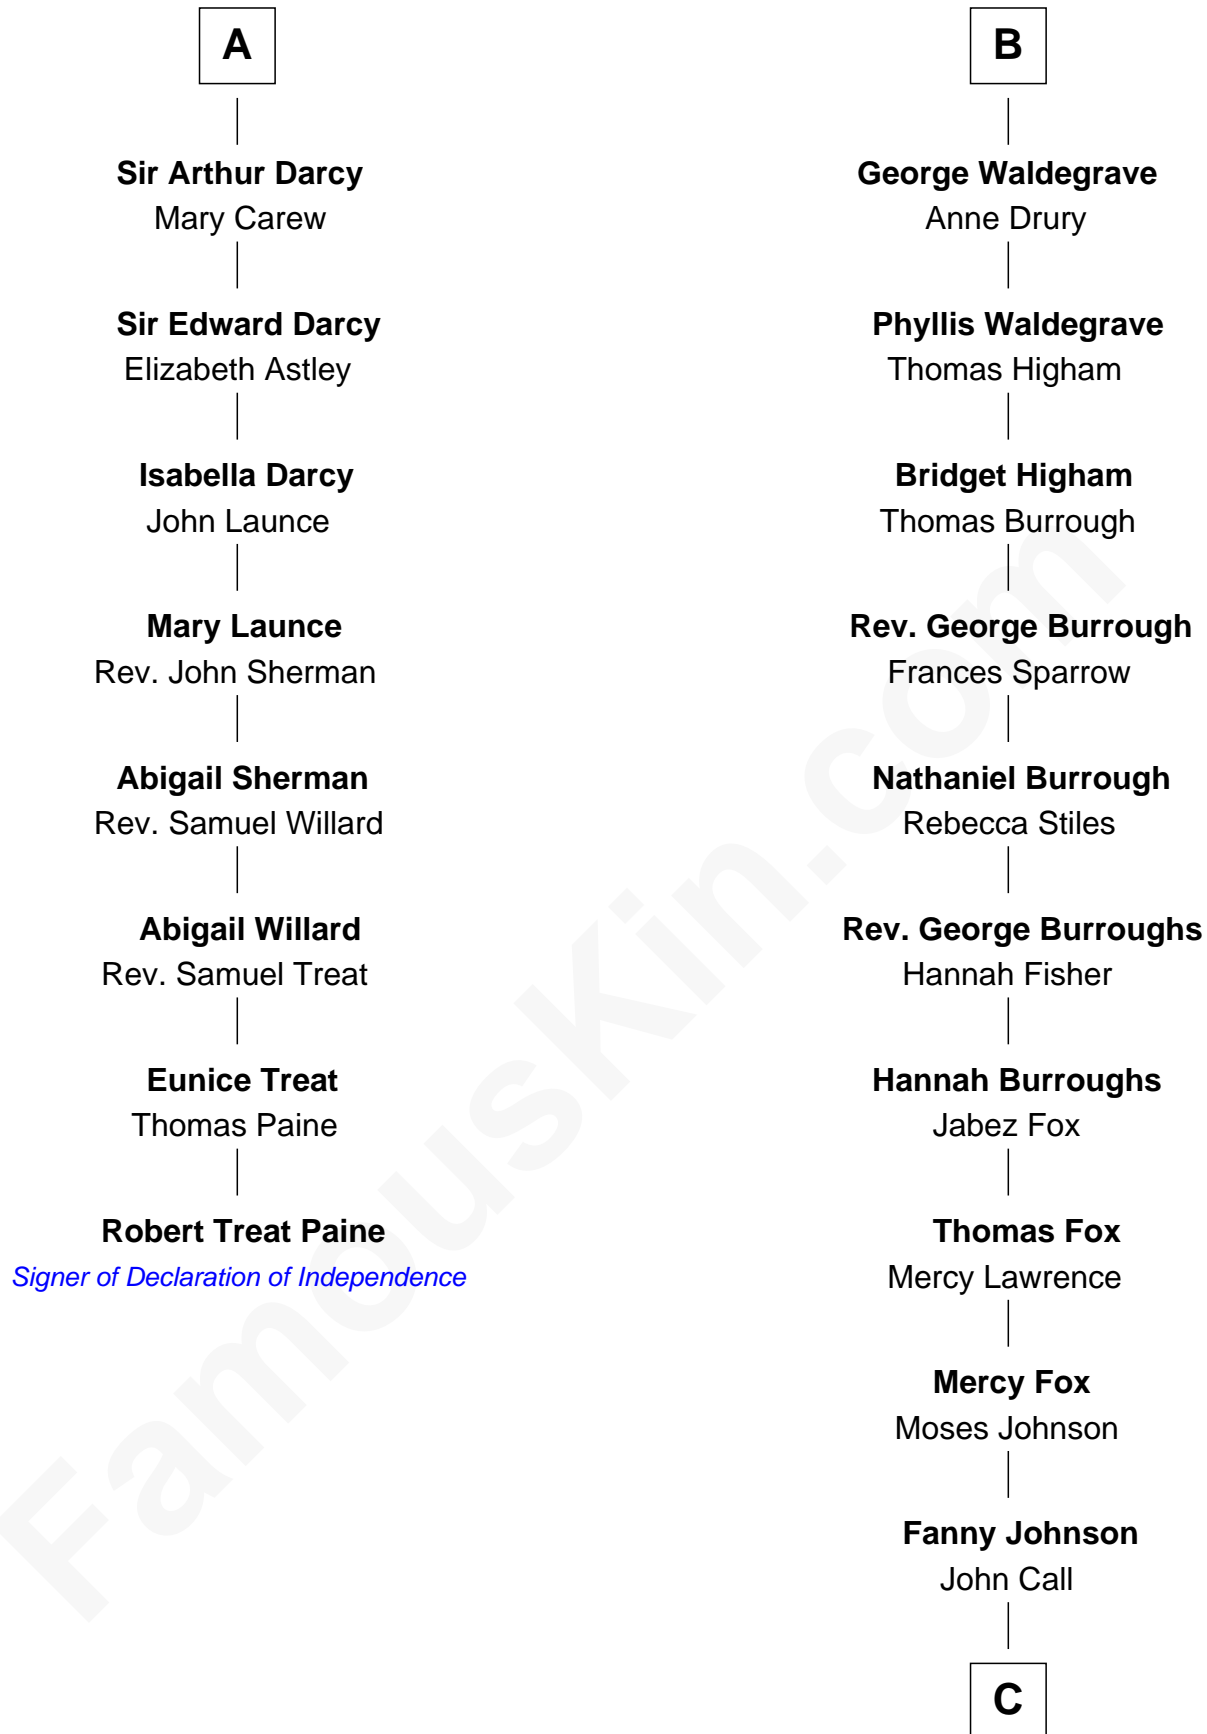 A
Sir Arthur Darcy
Mary Carew
Sir Edward Darcy
Elizabeth Astley
Isabella Darcy
John Launce
Mary Launce
Rev. John Sherman
Abigail Sherman
Rev. Samuel Willard
Abigail Willard
Rev. Samuel Treat
Eunice Treat
Thomas Paine
Robert Treat Paine
Signer of Declaration of Independence
B
George Waldegrave
Anne Drury
Phyllis Waldegrave
Thomas Higham
Bridget Higham
Thomas Burrough
Rev. George Burrough
Frances Sparrow
Nathaniel Burrough
Rebecca Stiles
Rev. George Burroughs
Hannah Fisher
Hannah Burroughs
Jabez Fox
Thomas Fox
Mercy Lawrence
Mercy Fox
Moses Johnson
Fanny Johnson
John Call
C
FamousKin.com